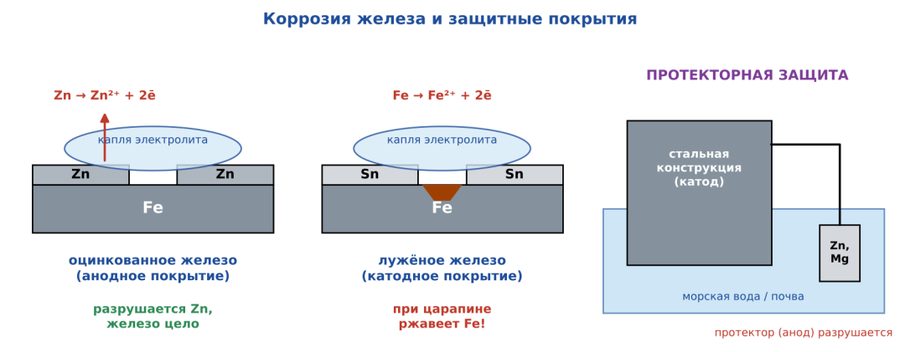 Коррозия железа и защитные покрытия
Zn → Zn²⁺ + 2ē
капля электролита
Zn
Zn
Fe
оцинкованное железо
(анодное покрытие)
разрушается Zn,
железо цело
Fe → Fe²⁺ + 2ē
капля электролита
Sn
Sn
Fe
лужёное железо
(катодное покрытие)
при царапине
ржавеет Fe!
ПРОТЕКТОРНАЯ ЗАЩИТА
стальная
конструкция
(катод)
Zn,
Mg
морская вода / почва
протектор (анод) разрушается